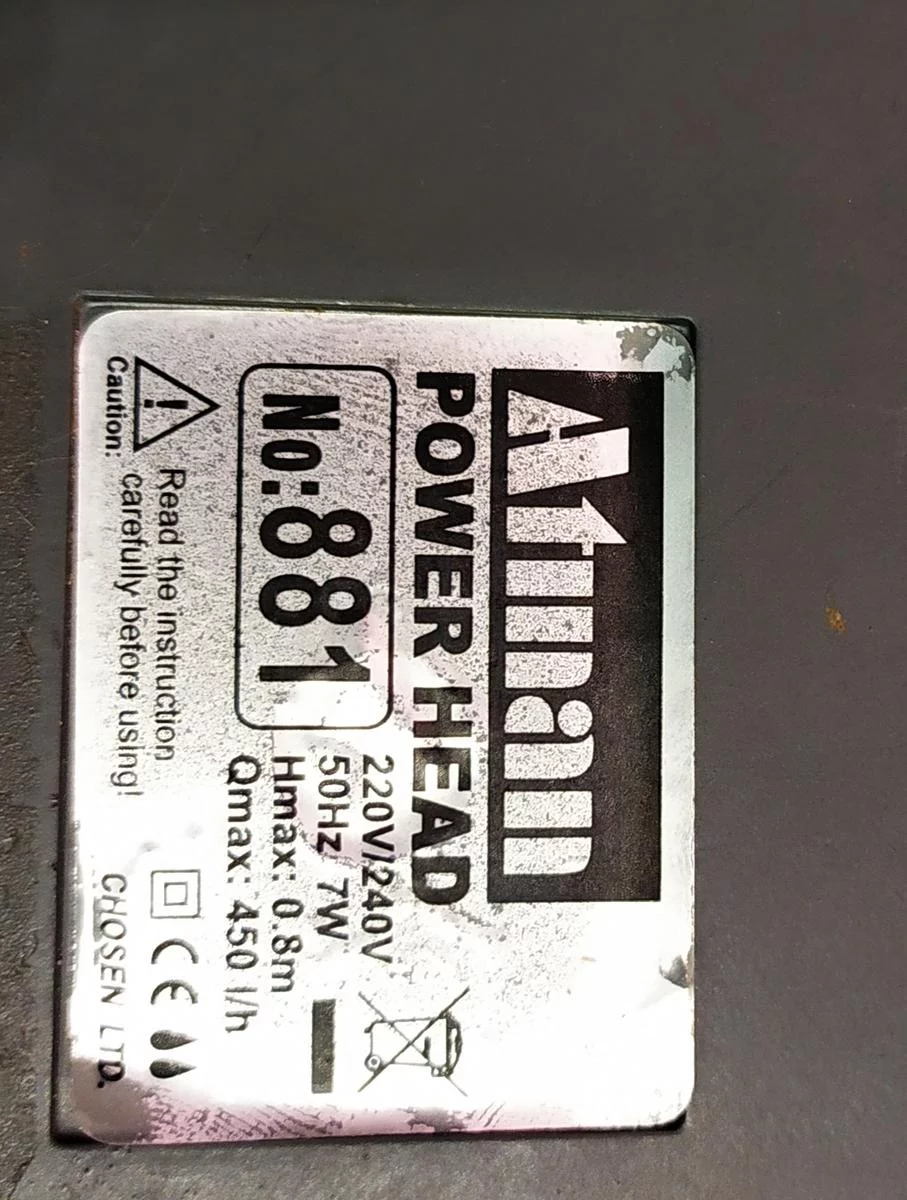 Atman
POWER HEAD
No:881
220V/240V
50Hz 7W
Hmax: 0.8m
Qmax: 450 l/h
Caution:
Read the instruction
carefully before using!
CE
CHOSEN LTD.